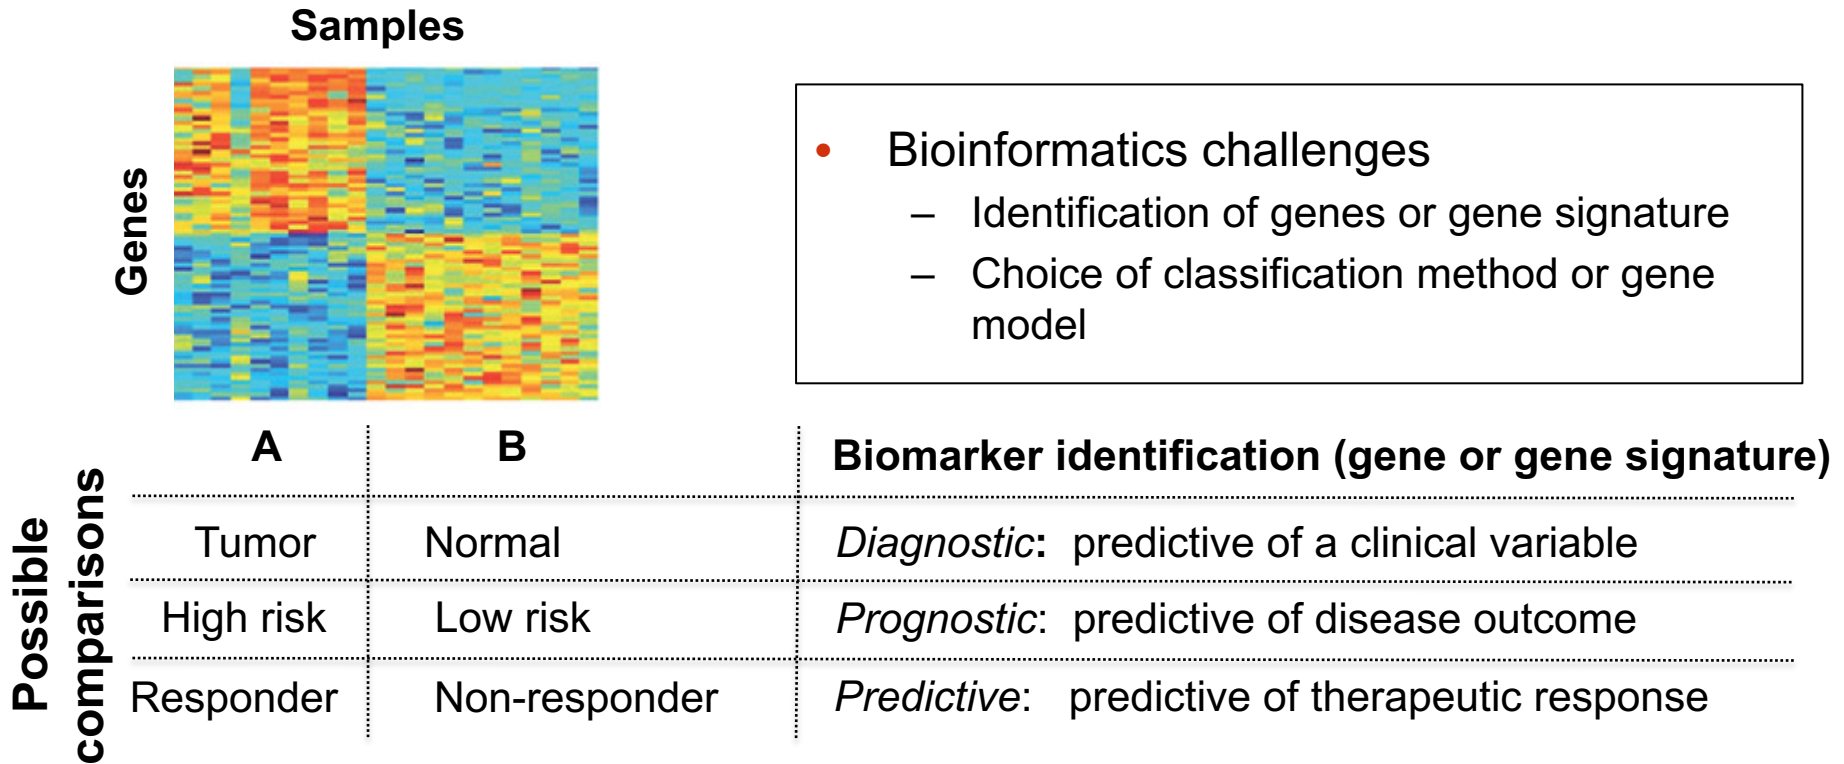 Samples
Genes
• Bioinformatics challenges
– Identification of genes or gene signature
– Choice of classification method or gene
model
A B Biomarker identification (gene or gene signature)
Possible
comparisons
Tumor Normal Diagnostic: predictive of a clinical variable
High risk Low risk Prognostic: predictive of disease outcome
Responder Non-responder Predictive: predictive of therapeutic response